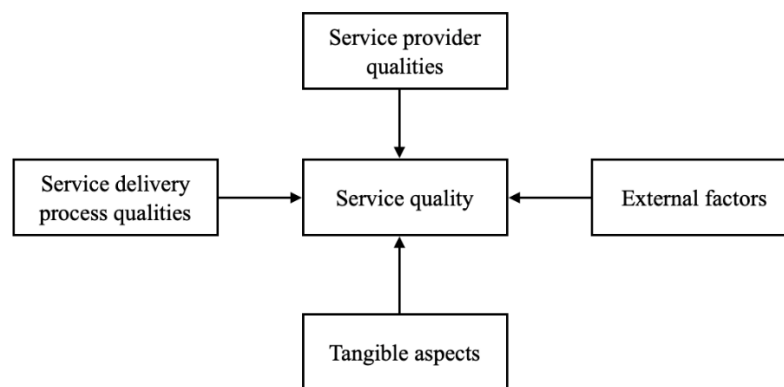 Service provider
qualities
Service delivery
process qualities
Service quality
External factors
Tangible aspects